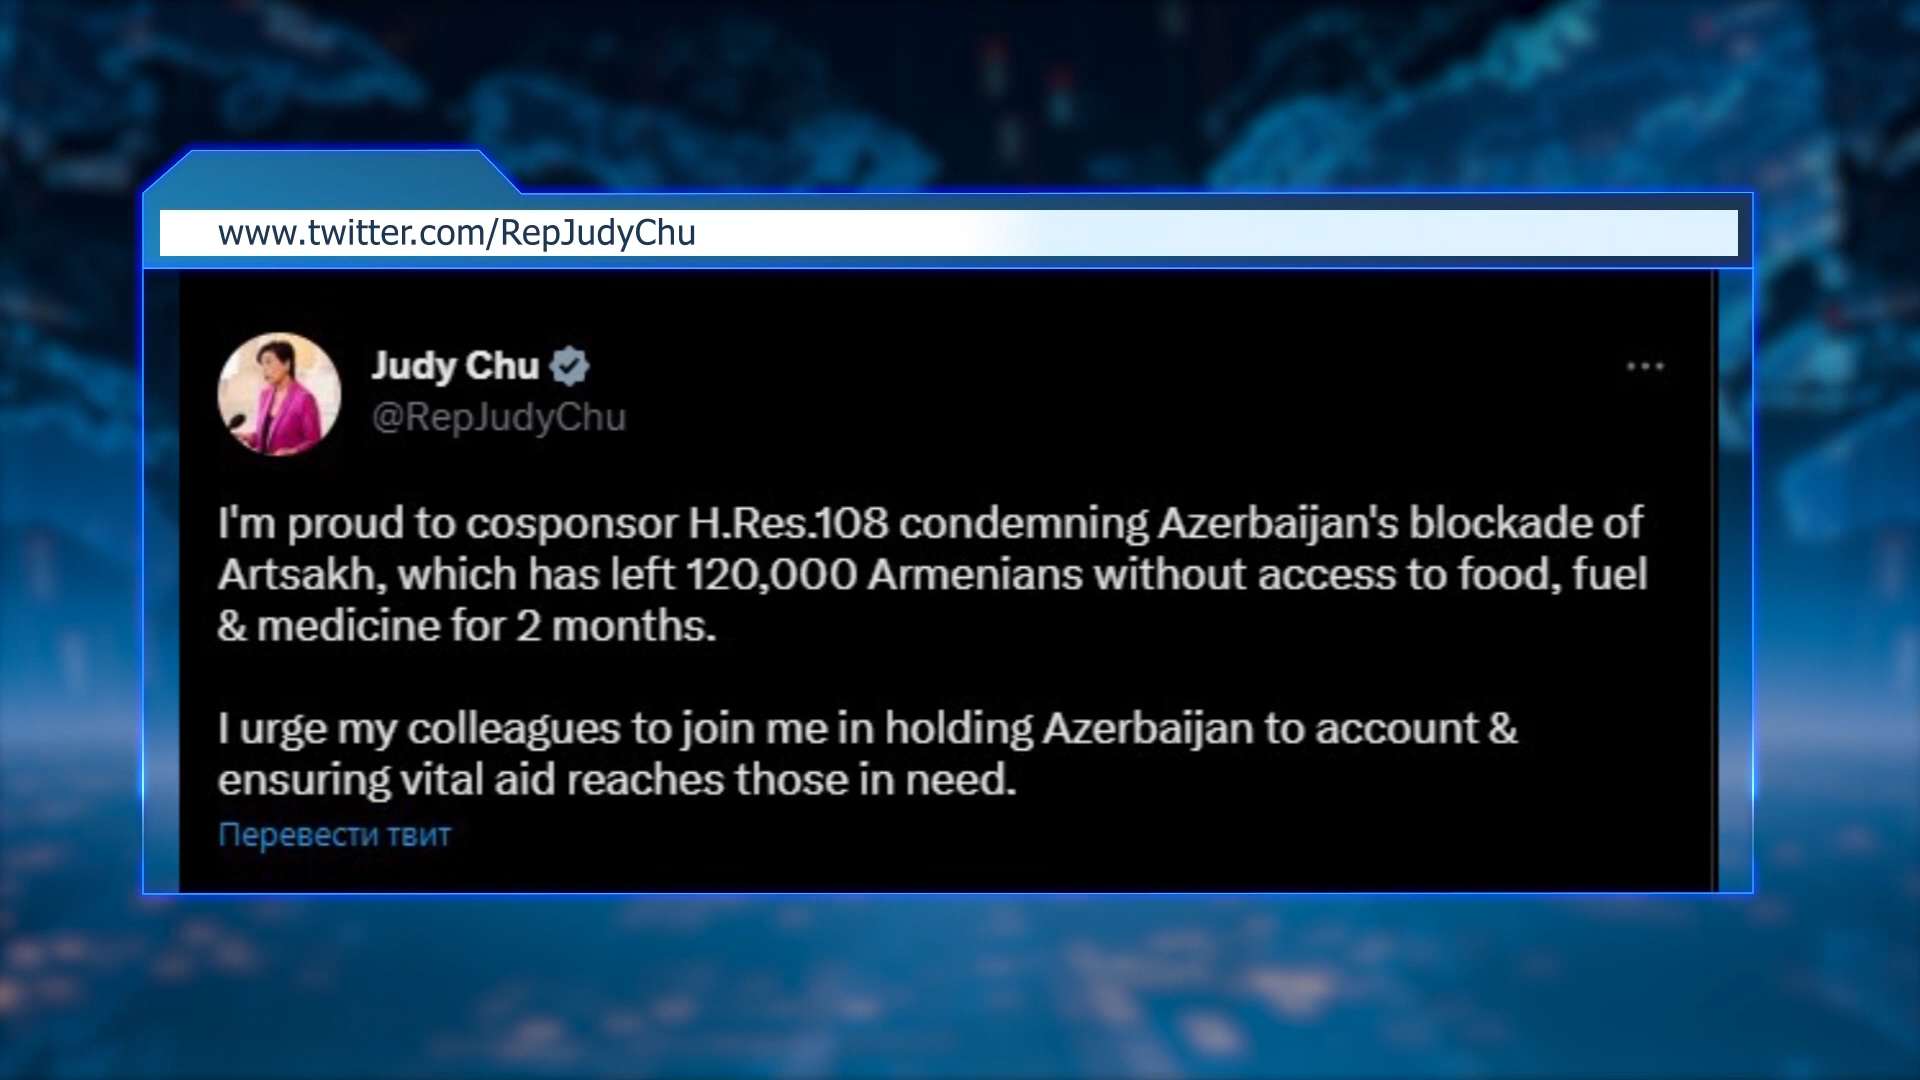 www.twitter.com/RepJudyChu
Judy Chu
@RepJudyChu
I'm proud to cosponsor H.Res.108 condemning Azerbaijan's blockade of
Artsakh, which has left 120,000 Armenians without access to food, fuel
& medicine for 2 months.
I urge my colleagues to join me in holding Azerbaijan to account &
ensuring vital aid reaches those in need.
Перевести твит